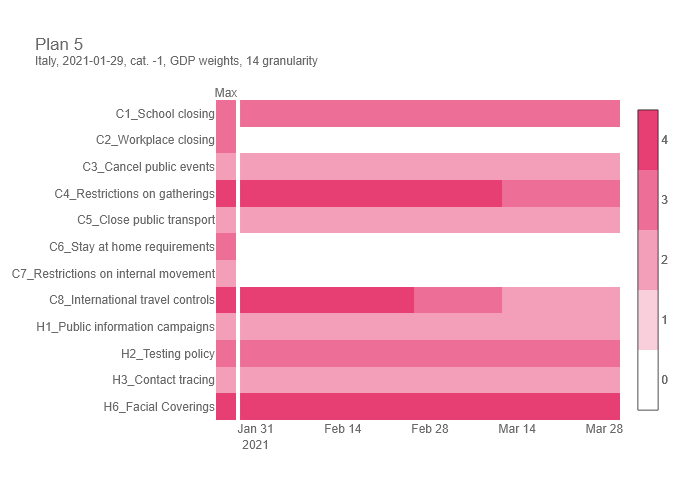 Plan 5
Italy, 2021-01-29, cat. -1, GDP weights, 14 granularity
Max
C1_School closing
C2_Workplace closing
C3_Cancel public events
C4_Restrictions on gatherings
C5_Close public transport
C6_Stay at home requirements
C7_Restrictions on internal movement
C8_International travel controls
H1_Public information campaigns
H2_Testing policy
H3_Contact tracing
H6_Facial Coverings
4
3
2
1
0
Jan 31 Feb 14 Feb 28 Mar 14 Mar 28
2021